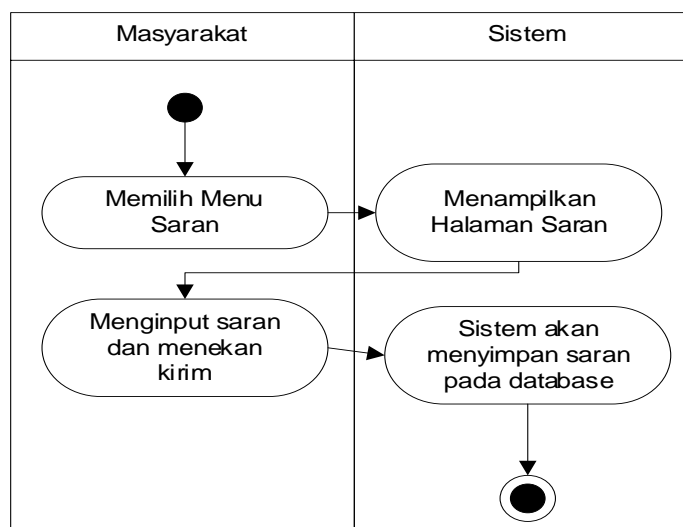 Masyarakat
Sistem
Memilih Menu
Saran
Menampilkan
Halaman Saran
Menginput saran
dan menekan
kirim
Sistem akan
menyimpan saran
pada database